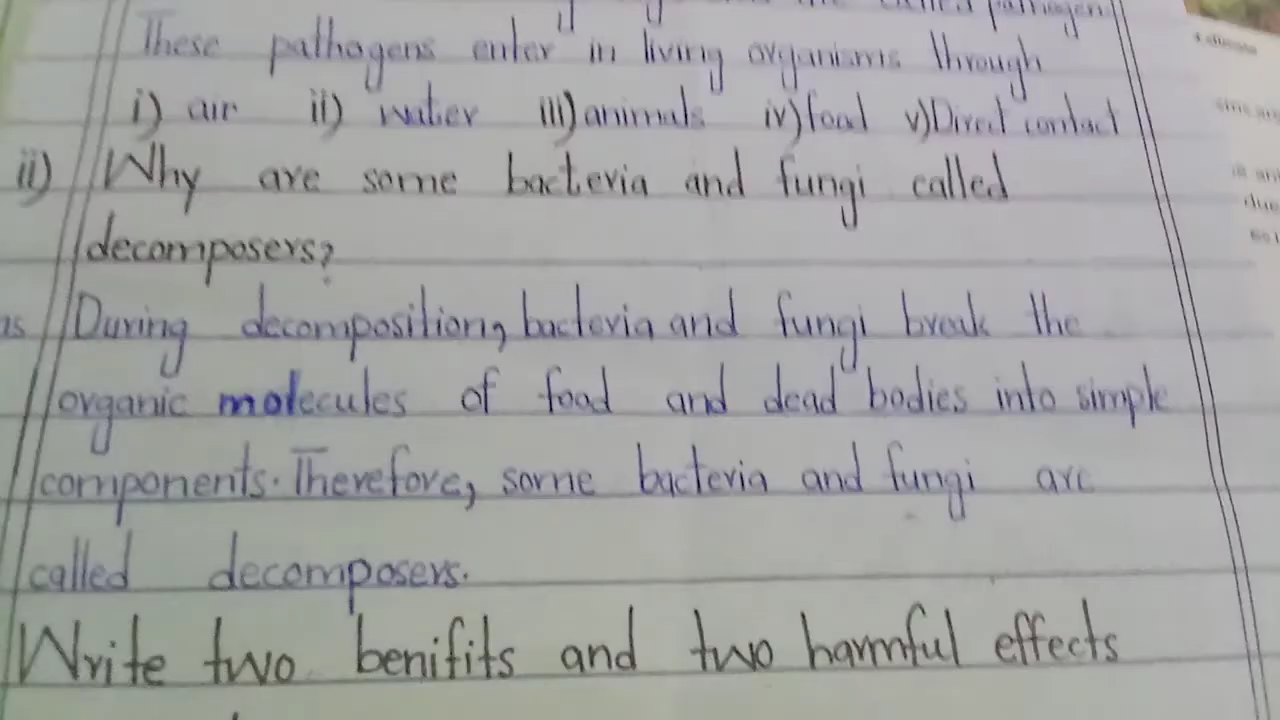 called pathogen
These pathogens enter in living organisms through
i) air ii) water iii) animals iv) food v) Direct contact
ii) Why are some bacteria and fungi called
decomposers?
as During decomposition, bacteria and fungi break the
organic molecules of food and dead bodies into simple
components. Therefore, some bacteria and fungi are
called decomposers.
Write two benifits and two harmful effects